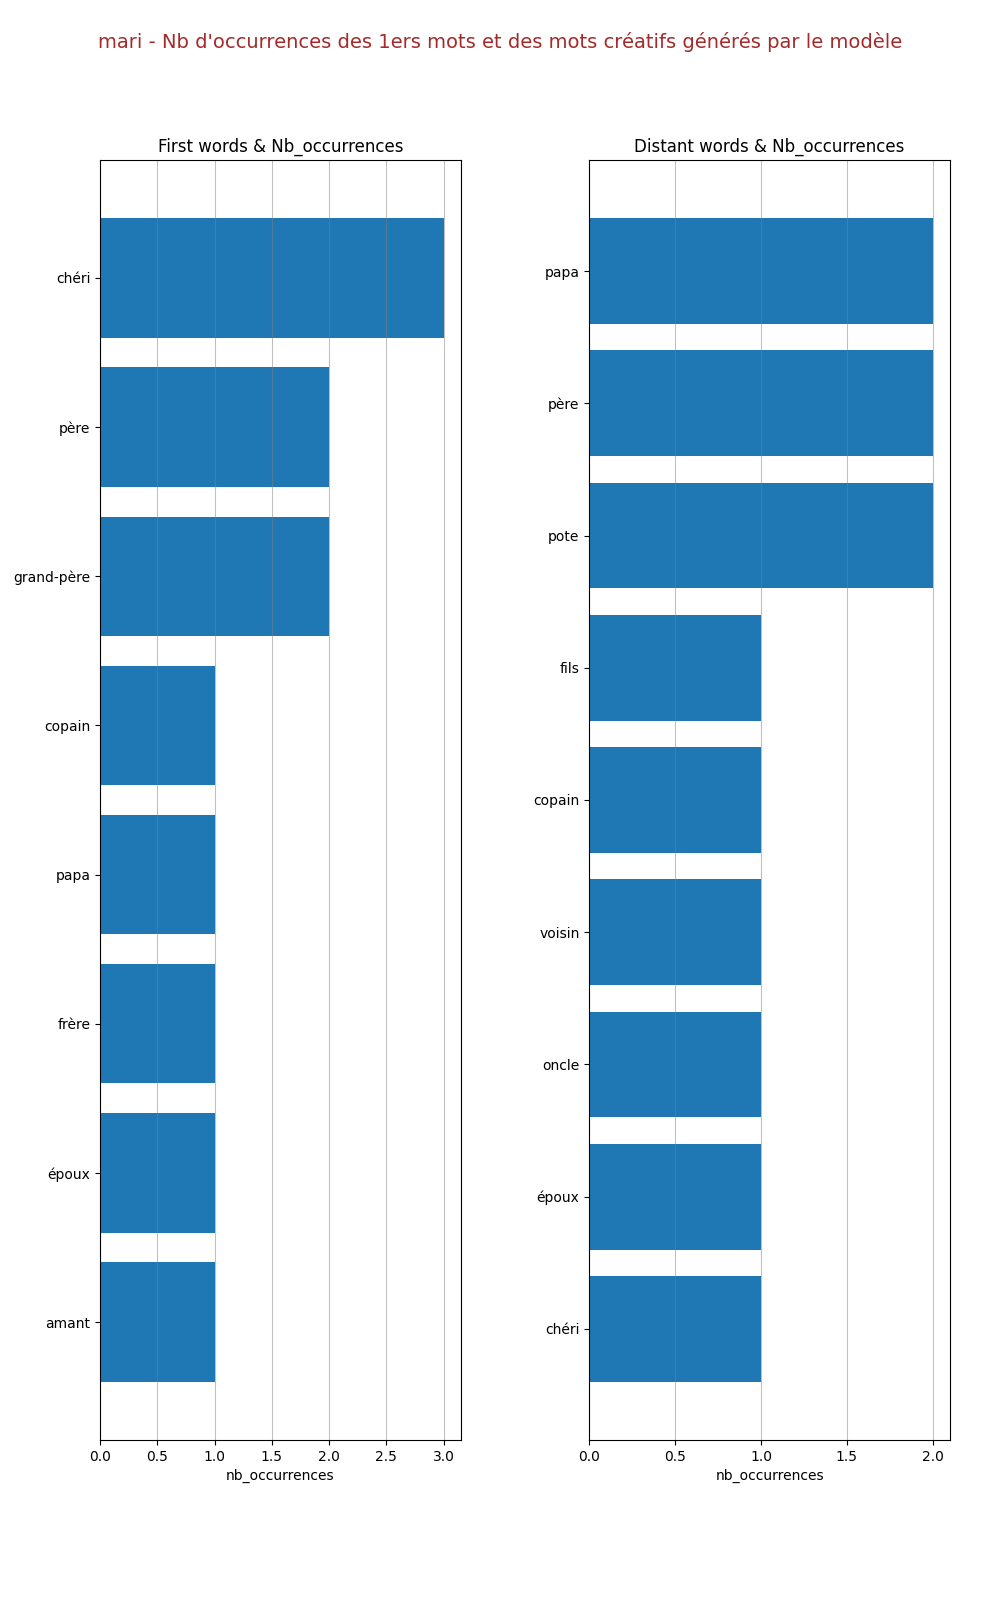 mari - Nb d'occurrences des 1ers mots et des mots créatifs générés par le modèle
First words & Nb_occurrences
chéri
père
grand-père
copain
papa
frère
époux
amant
0.0 0.5 1.0 1.5 2.0 2.5 3.0
nb_occurrences
Distant words & Nb_occurrences
papa
père
pote
fils
copain
voisin
oncle
époux
chéri
0.0 0.5 1.0 1.5 2.0
nb_occurrences